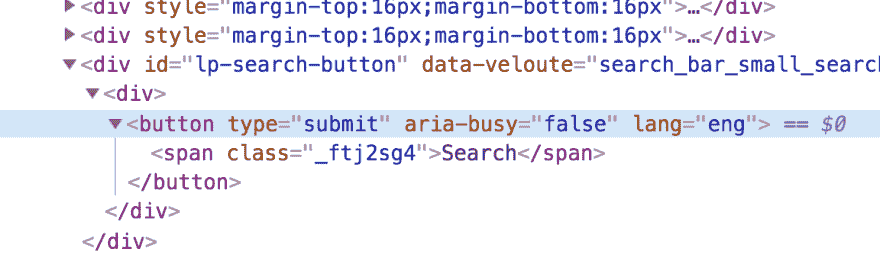 <div style="margin-top:16px;margin-bottom:16px">…</div>
<div style="margin-top:16px;margin-bottom:16px">…</div>
<div id="lp-search-button" data-veloute="search_bar_small_searc
<div>
<button type="submit" aria-busy="false" lang="eng"> == $0
<span class="_ftj2sg4">Search</span>
</button>
</div>
</div>